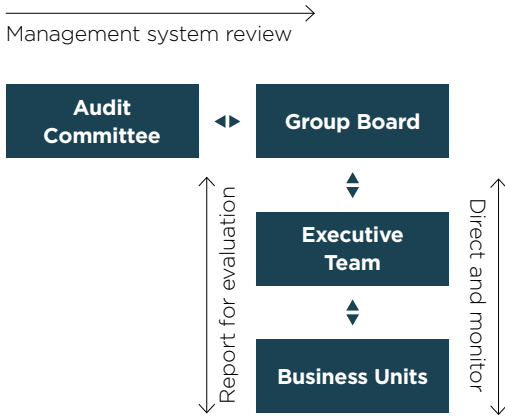 Management system review
Audit
Committee
Group Board
Report for evaluation
Executive
Team
Direct and monitor
Business Units